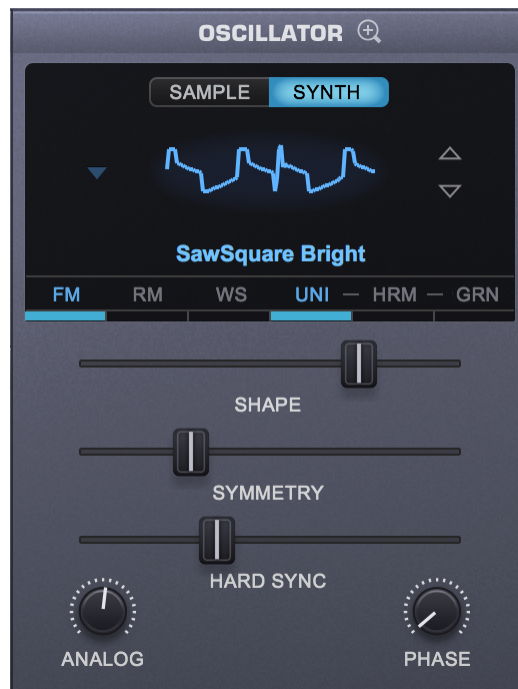 OSCILLATOR
SAMPLE SYNTH
SawSquare Bright
FM RM WS UNI — HRM — GRN
SHAPE
SYMMETRY
HARD SYNC
ANALOG PHASE